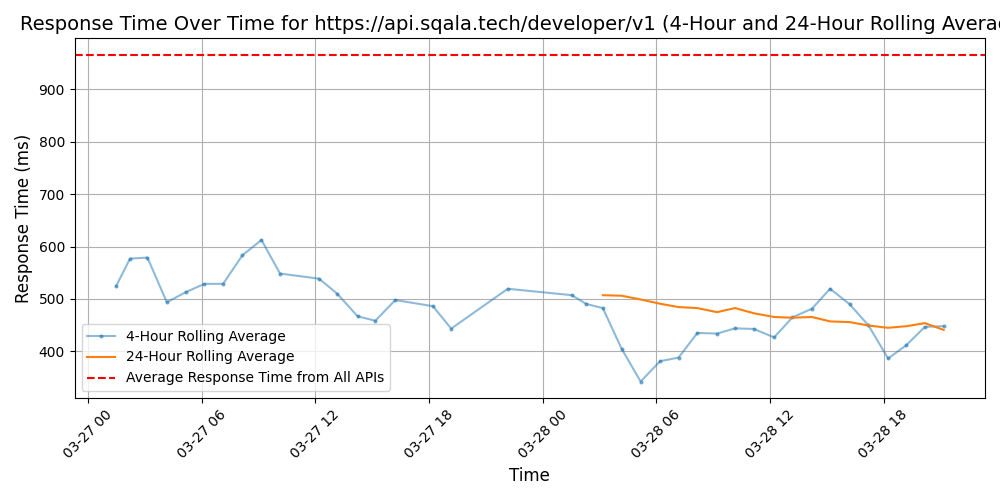 Response Time Over Time for https://api.sqala.tech/developer/v1 (4-Hour and 24-Hour Rolling Avera
Response Time (ms)
900
800
700
600
500
400
4-Hour Rolling Average
24-Hour Rolling Average
Average Response Time from All APIs
03-27 00
03-27 06
03-27 12
03-27 18
03-28 00
03-28 06
03-28 12
03-28 18
Time